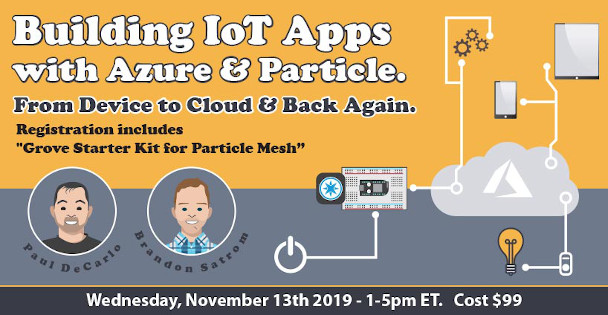 Building IoT Apps
with Azure & Particle.
From Device to Cloud & Back Again.
Registration includes
"Grove Starter Kit for Particle Mesh”
Paul DeCarlo
Brandon Satrom
Wednesday, November 13th 2019 - 1-5pm ET. Cost $99